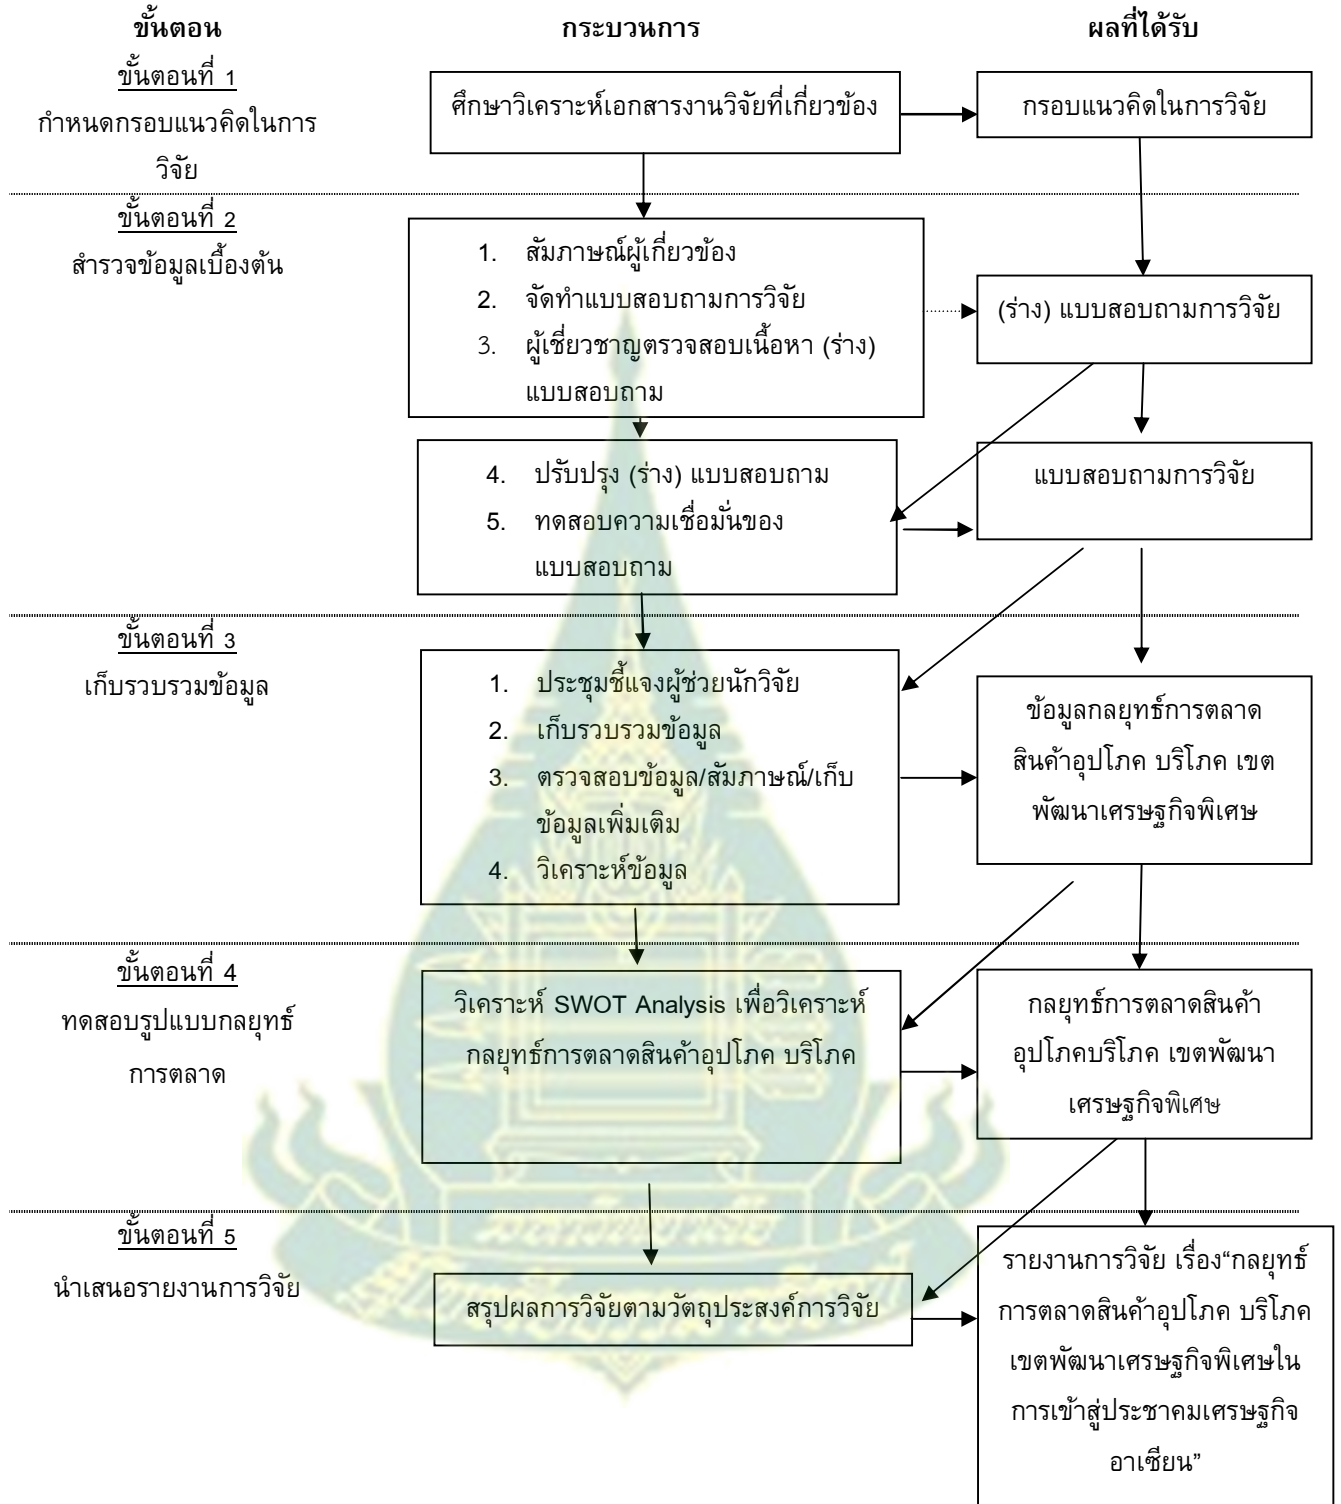 ขั้นตอน
กระบวนการ
ผลที่ได้รับ
ขั้นตอนที่ 1
กำหนดกรอบแนวคิดในการ
วิจัย
ศึกษาวิเคราะห์เอกสารงานวิจัยที่เกี่ยวข้อง
กรอบแนวคิดในการวิจัย
ขั้นตอนที่ 2
สำรวจข้อมูลเบื้องต้น
1. สัมภาษณ์ผู้เกี่ยวข้อง
2. จัดทำแบบสอบถามการวิจัย
3. ผู้เชี่ยวชาญตรวจสอบเนื้อหา (ร่าง)
แบบสอบถาม
(ร่าง) แบบสอบถามการวิจัย
4. ปรับปรุง (ร่าง) แบบสอบถาม
5. ทดสอบความเชื่อมั่นของ
แบบสอบถาม
แบบสอบถามการวิจัย
ขั้นตอนที่ 3
เก็บรวบรวมข้อมูล
1. ประชุมชี้แจงผู้ช่วยนักวิจัย
2. เก็บรวบรวมข้อมูล
3. ตรวจสอบข้อมูล/สัมภาษณ์/เก็บ
ข้อมูลเพิ่มเติม
4. วิเคราะห์ข้อมูล
ข้อมูลกลยุทธ์การตลาด
สินค้าอุปโภค บริโภค เขต
พัฒนาเศรษฐกิจพิเศษ
ขั้นตอนที่ 4
ทดสอบรูปแบบกลยุทธ์
การตลาด
วิเคราะห์ SWOT Analysis เพื่อวิเคราะห์
กลยุทธ์การตลาดสินค้าอุปโภค บริโภค
กลยุทธ์การตลาดสินค้า
อุปโภคบริโภค เขตพัฒนา
เศรษฐกิจพิเศษ
ขั้นตอนที่ 5
นำเสนอรายงานการวิจัย
สรุปผลการวิจัยตามวัตถุประสงค์การวิจัย
รายงานการวิจัย เรื่อง“กลยุทธ์
การตลาดสินค้าอุปโภค บริโภค
เขตพัฒนาเศรษฐกิจพิเศษใน
การเข้าสู่ประชาคมเศรษฐกิจ
อาเซียน”